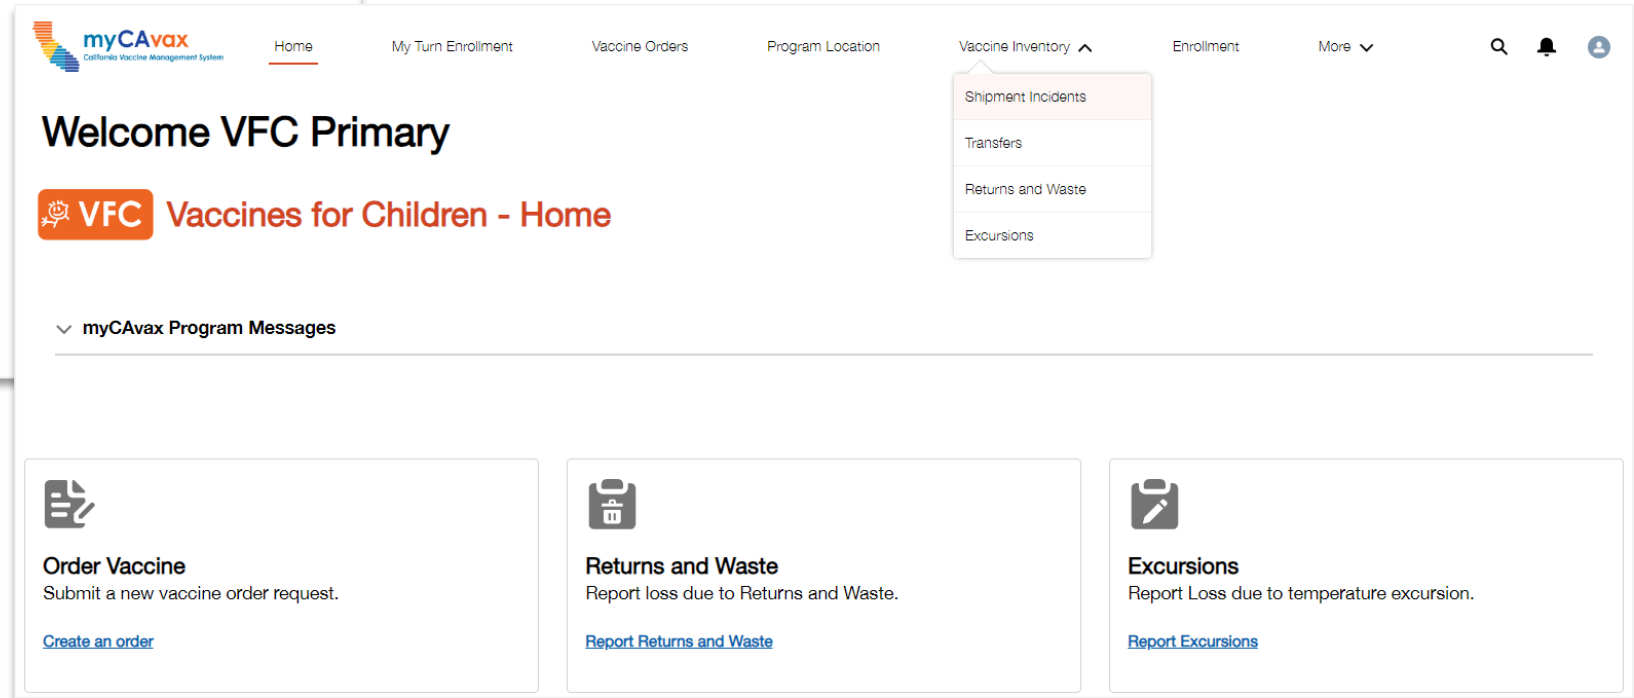 myCAvax
California Vaccine Management System
Home
My Turn Enrollment
Vaccine Orders
Program Location
Vaccine Inventory
Enrollment
More
Shipment Incidents
Transfers
Returns and Waste
Excursions
Welcome VFC Primary
VFC
Vaccines for Children - Home
myCAvax Program Messages
Order Vaccine
Submit a new vaccine order request.
Create an order
Returns and Waste
Report loss due to Returns and Waste.
Report Returns and Waste
Excursions
Report Loss due to temperature excursion.
Report Excursions